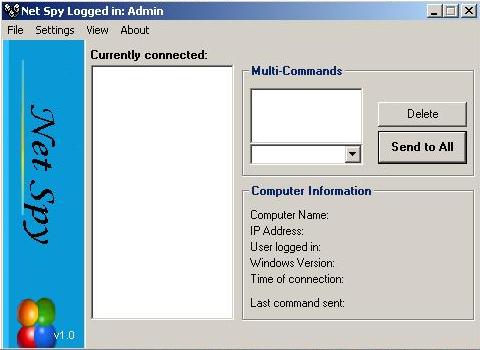 Net Spy Logged in: Admin
File Settings View About
Currently connected:
Net Spy
v1.0
Multi-Commands
Delete
Send to All
Computer Information
Computer Name:
IP Address:
User logged in:
Windows Version:
Time of connection:
Last command sent: